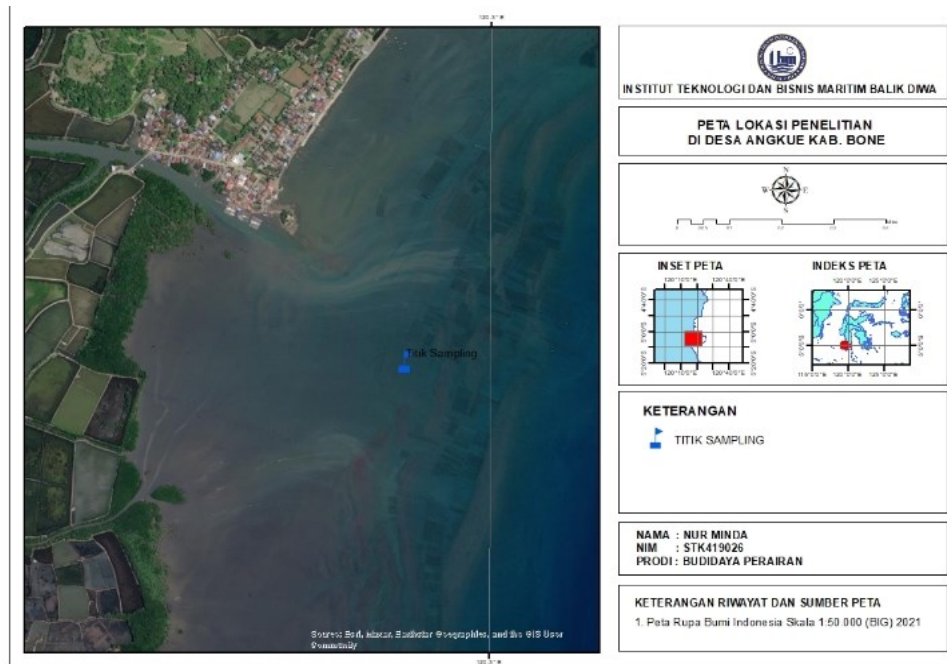 Titik Sampling
Source: Esri, Maxar, Earthstar Geographics, and the GIS User
Community
INSTITUT TEKNOLOGI DAN BISNIS MARITIM BALIK DIWA
PETA LOKASI PENELITIAN
DI DESA ANGKUE KAB. BONE
N
W E
S
INSET PETA
INDEKS PETA
KETERANGAN
TITIK SAMPLING
NAMA : NUR MINDA
NIM : STK419026
PRODI : BUDIDAYA PERAIRAN
KETERANGAN RIWAYAT DAN SUMBER PETA
1. Peta Rupa Bumi Indonesia Skala 1:50.000 (BIG) 2021